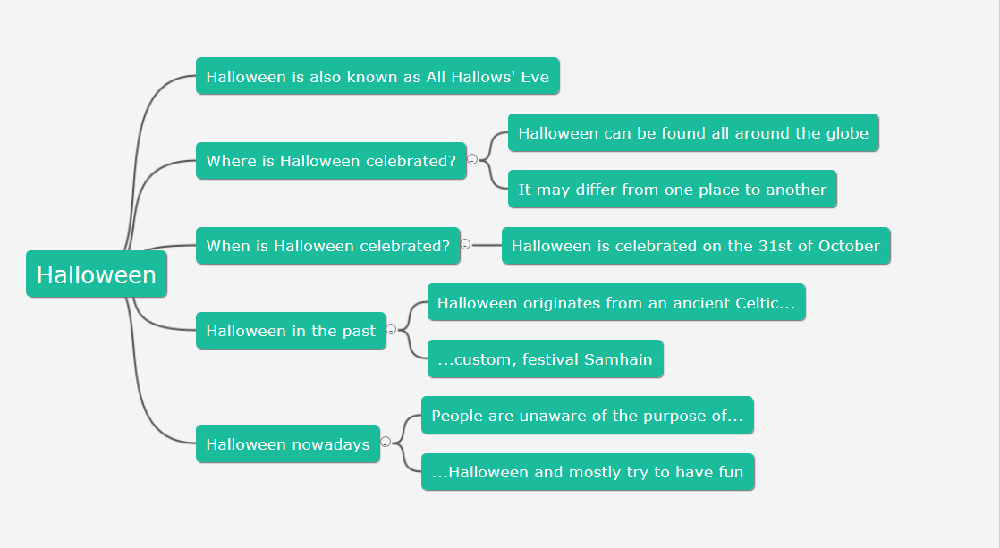 Halloween is also known as All Hallows' Eve
Halloween can be found all around the globe
Where is Halloween celebrated?
It may differ from one place to another
When is Halloween celebrated?
Halloween is celebrated on the 31st of October
Halloween
Halloween originates from an ancient Celtic...
Halloween in the past
...custom, festival Samhain
People are unaware of the purpose of...
Halloween nowadays
...Halloween and mostly try to have fun